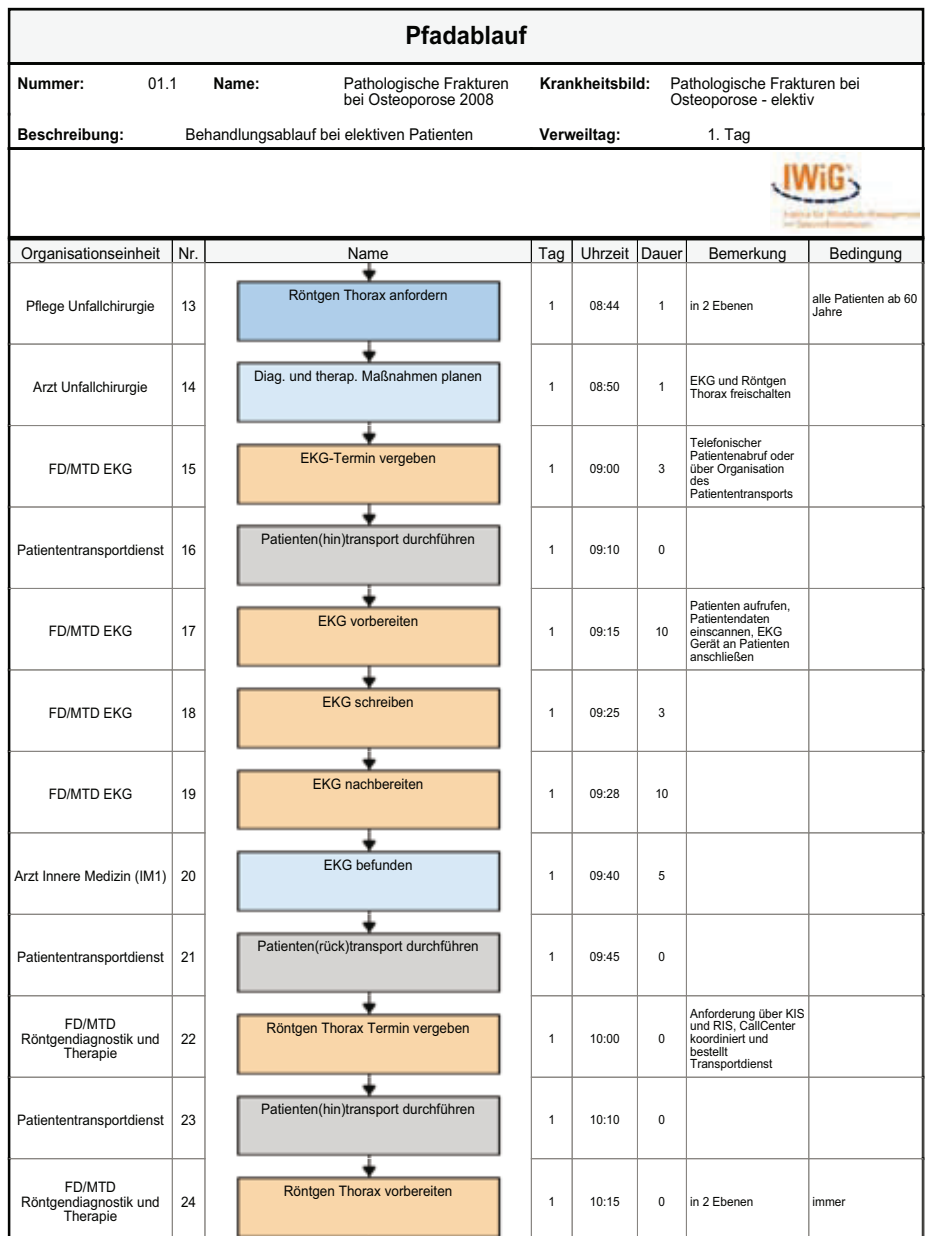 Pfadablauf
Nummer: 01.1 Name: Pathologische Frakturen bei Osteoporose 2008 Krankheitsbild: Pathologische Frakturen bei Osteoporose - elektiv
Beschreibung: Behandlungsablauf bei elektiven Patienten Verweiltag: 1. Tag
IWiG
Organisationseinheit Nr. Name Tag Uhrzeit Dauer Bemerkung Bedingung
Pflege Unfallchirurgie 13 Röntgen Thorax anfordern 1 08:44 1 in 2 Ebenen alle Patienten ab 60 Jahre
Arzt Unfallchirurgie 14 Diag. und therap. Maßnahmen planen 1 08:50 1 EKG und Röntgen Thorax freischalten
FD/MTD EKG 15 EKG-Termin vergeben 1 09:00 3 Telefonischer Patientenabruf oder über Organisation des Patiententransports
Patiententransportdienst 16 Patienten(hin)transport durchführen 1 09:10 0
FD/MTD EKG 17 EKG vorbereiten 1 09:15 10 Patienten aufrufen, Patientendaten einscannen, EKG Gerät an Patienten anschließen
FD/MTD EKG 18 EKG schreiben 1 09:25 3
FD/MTD EKG 19 EKG nachbereiten 1 09:28 10
Arzt Innere Medizin (IM1) 20 EKG befunden 1 09:40 5
Patiententransportdienst 21 Patienten(rück)transport durchführen 1 09:45 0
FD/MTD Röntgendiagnostik und Therapie 22 Röntgen Thorax Termin vergeben 1 10:00 0 Anforderung über KIS und RIS, CallCenter koordiniert und bestellt Transportdienst
Patiententransportdienst 23 Patienten(hin)transport durchführen 1 10:10 0
FD/MTD Röntgendiagnostik und Therapie 24 Röntgen Thorax vorbereiten 1 10:15 0 in 2 Ebenen immer